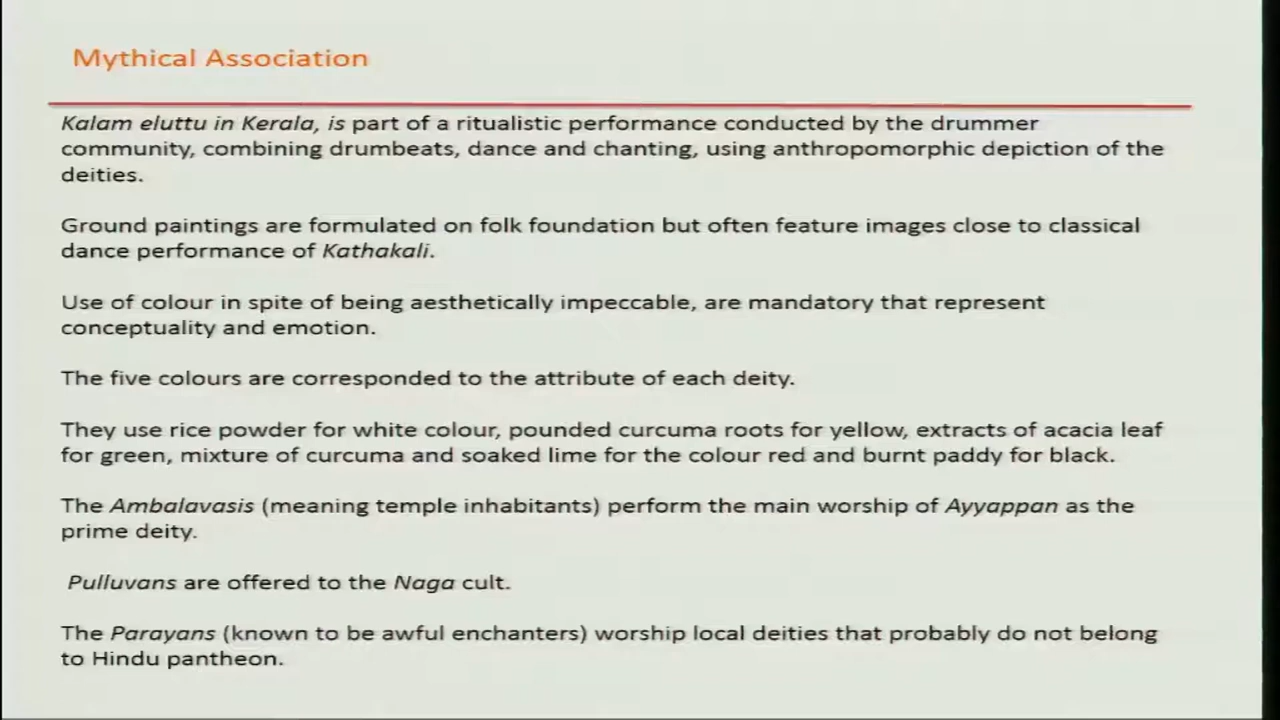 Mythical Association
Kalam eluttu in Kerala, is part of a ritualistic performance conducted by the drummer
community, combining drumbeats, dance and chanting, using anthropomorphic depiction of the
deities.
Ground paintings are formulated on folk foundation but often feature images close to classical
dance performance of Kathakali.
Use of colour in spite of being aesthetically impeccable, are mandatory that represent
conceptuality and emotion.
The five colours are corresponded to the attribute of each deity.
They use rice powder for white colour, pounded curcuma roots for yellow, extracts of acacia leaf
for green, mixture of curcuma and soaked lime for the colour red and burnt paddy for black.
The Ambalavasis (meaning temple inhabitants) perform the main worship of Ayyappan as the
prime deity.
Pulluvans are offered to the Naga cult.
The Parayans (known to be awful enchanters) worship local deities that probably do not belong
to Hindu pantheon.